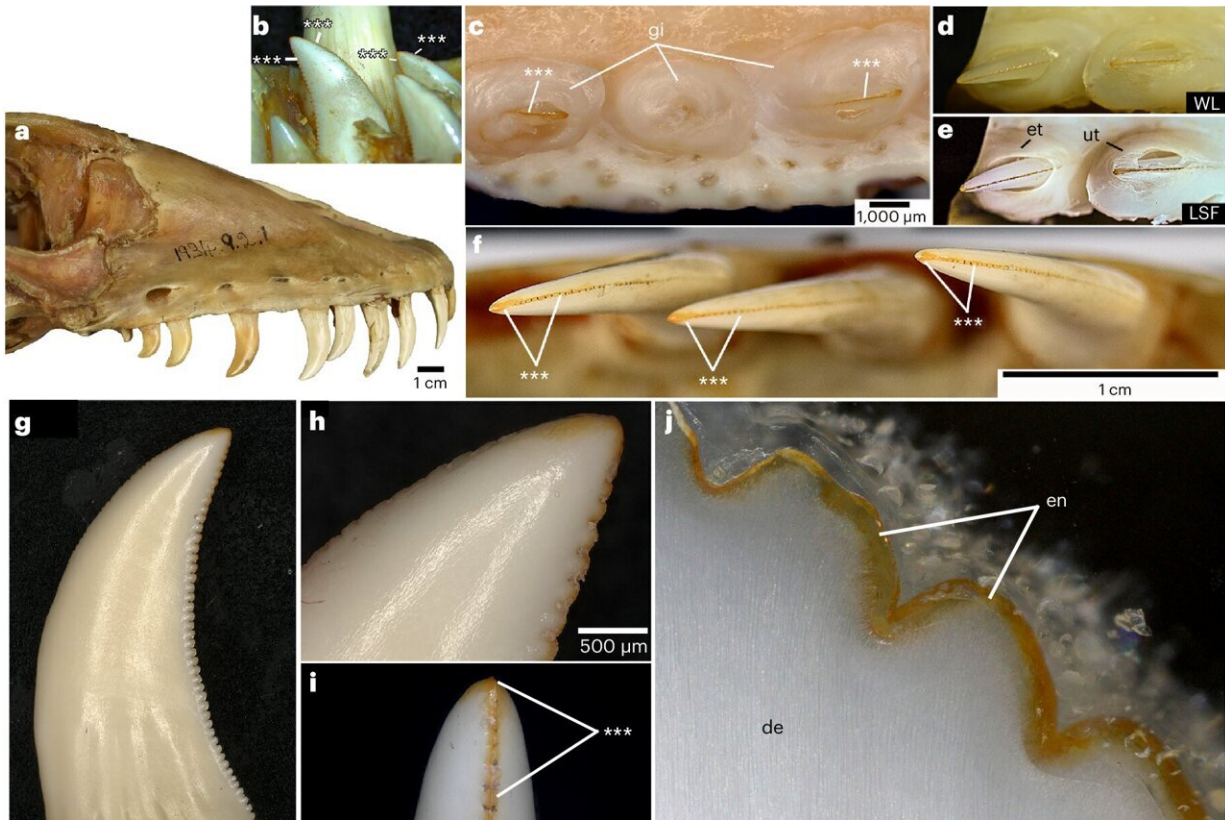 a
1934.9.2.1
1 cm
b
***
***
***
***
c
gi
***
***
1,000 µm
d
WL
e
et
ut
LSF
f
***
***
***
1 cm
g
h
500 µm
i
***
j
en
de